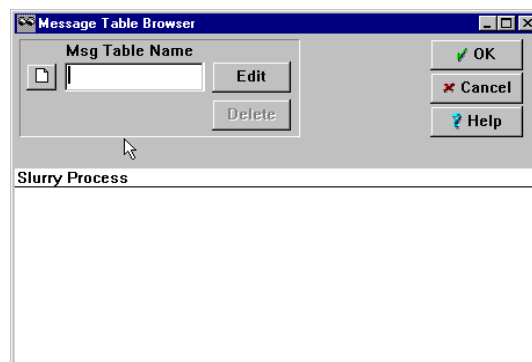 Message Table Browser
Msg Table Name
Edit
Delete
OK
Cancel
Help
Slurry Process